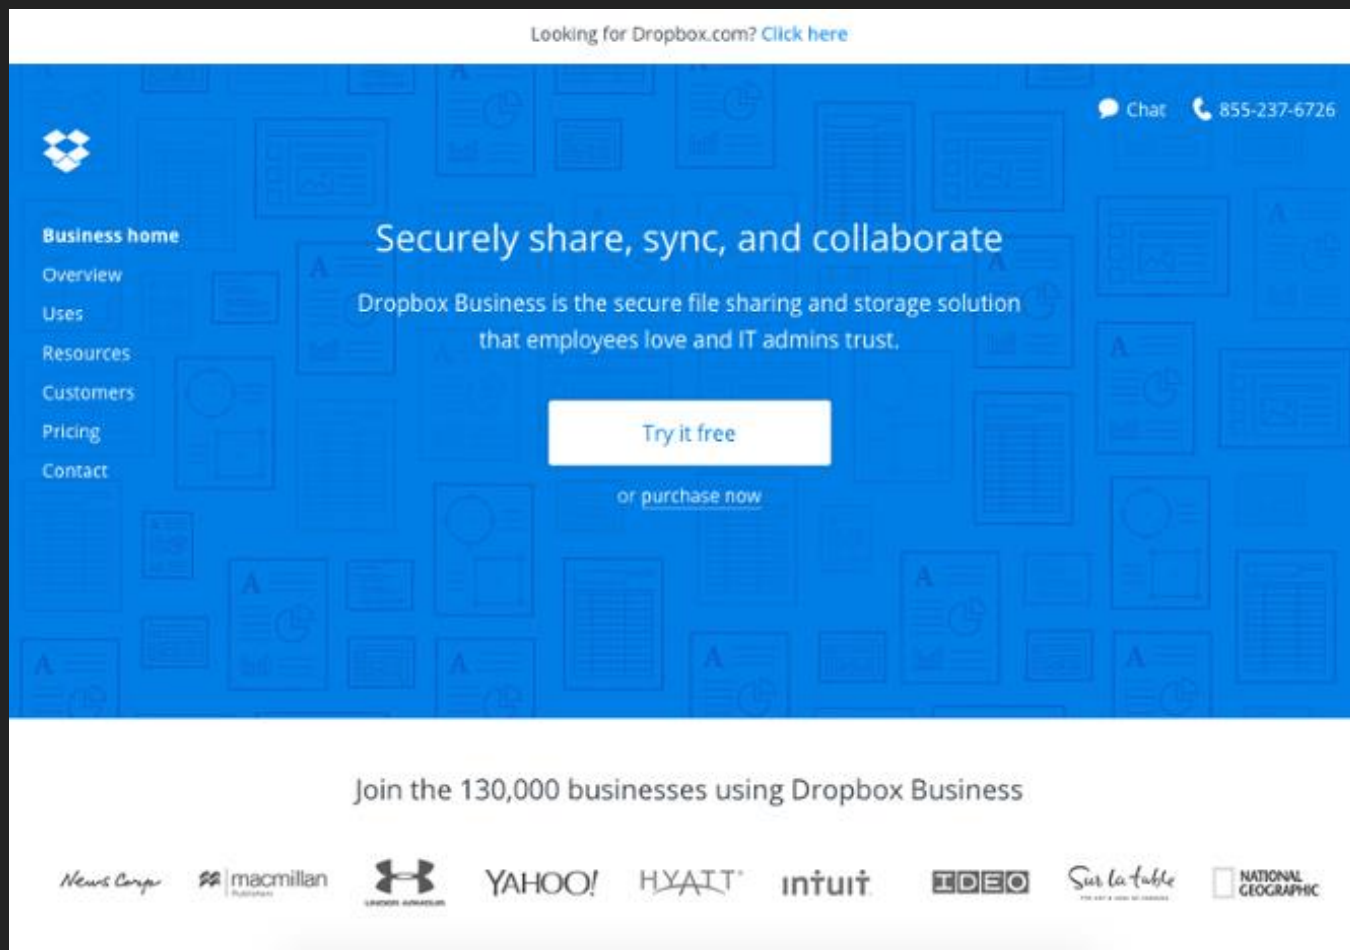 Looking for Dropbox.com? Click here
Chat 855-237-6726
Business home
Overview
Uses
Resources
Customers
Pricing
Contact
Securely share, sync, and collaborate
Dropbox Business is the secure file sharing and storage solution
that employees love and IT admins trust.
Try it free
or purchase now
Join the 130,000 businesses using Dropbox Business
News Corp
macmillan
Publishers
UNDER ARMOUR
YAHOO!
HYATT
intuit
IDEO
Sur la table
NATIONAL
GEOGRAPHIC